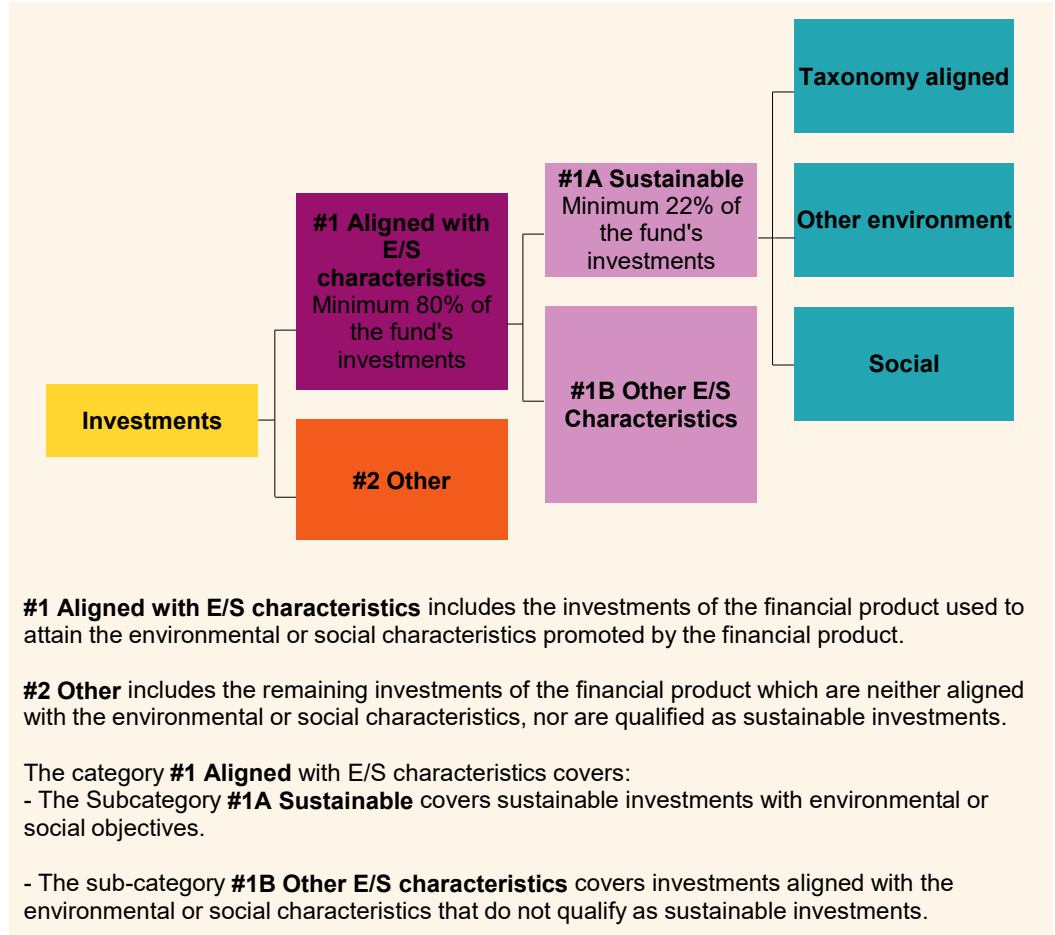 Taxonomy aligned
#1A Sustainable
Minimum 22% of
the fund's
investments
Other environment
#1 Aligned with
E/S
characteristics
Minimum 80% of
the fund's
investments
Social
#1B Other E/S
Characteristics
Investments
#2 Other
#1 Aligned with E/S characteristics includes the investments of the financial product used to
attain the environmental or social characteristics promoted by the financial product.
#2 Other includes the remaining investments of the financial product which are neither aligned
with the environmental or social characteristics, nor are qualified as sustainable investments.
The category #1 Aligned with E/S characteristics covers:
- The Subcategory #1A Sustainable covers sustainable investments with environmental or
social objectives.
- The sub-category #1B Other E/S characteristics covers investments aligned with the
environmental or social characteristics that do not qualify as sustainable investments.